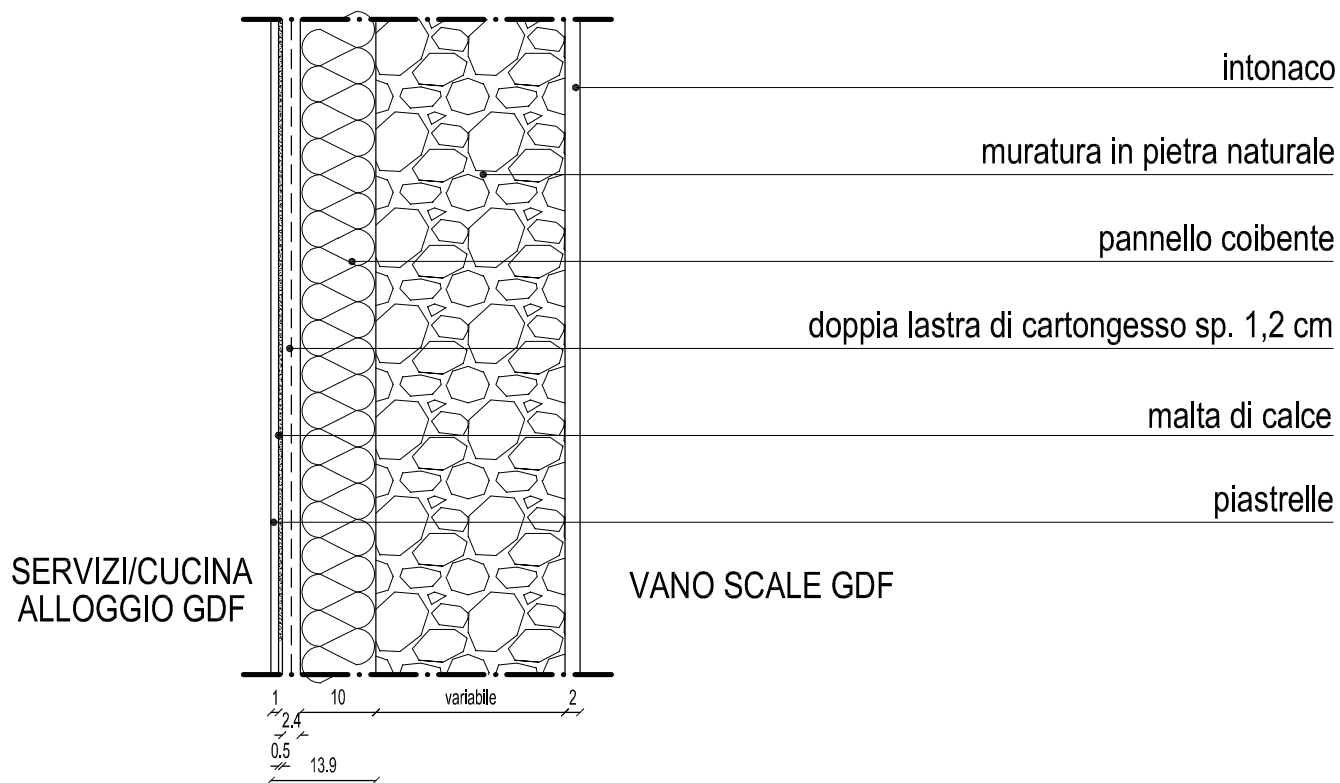 intonaco
muratura in pietra naturale
pannello coibente
doppia lastra di cartongesso sp. 1,2 cm
malta di calce
piastrelle
SERVIZI/CUCINA
ALLOGGIO GDF
VANO SCALE GDF
1
10
variabile
2
2.4
0.5
13.9